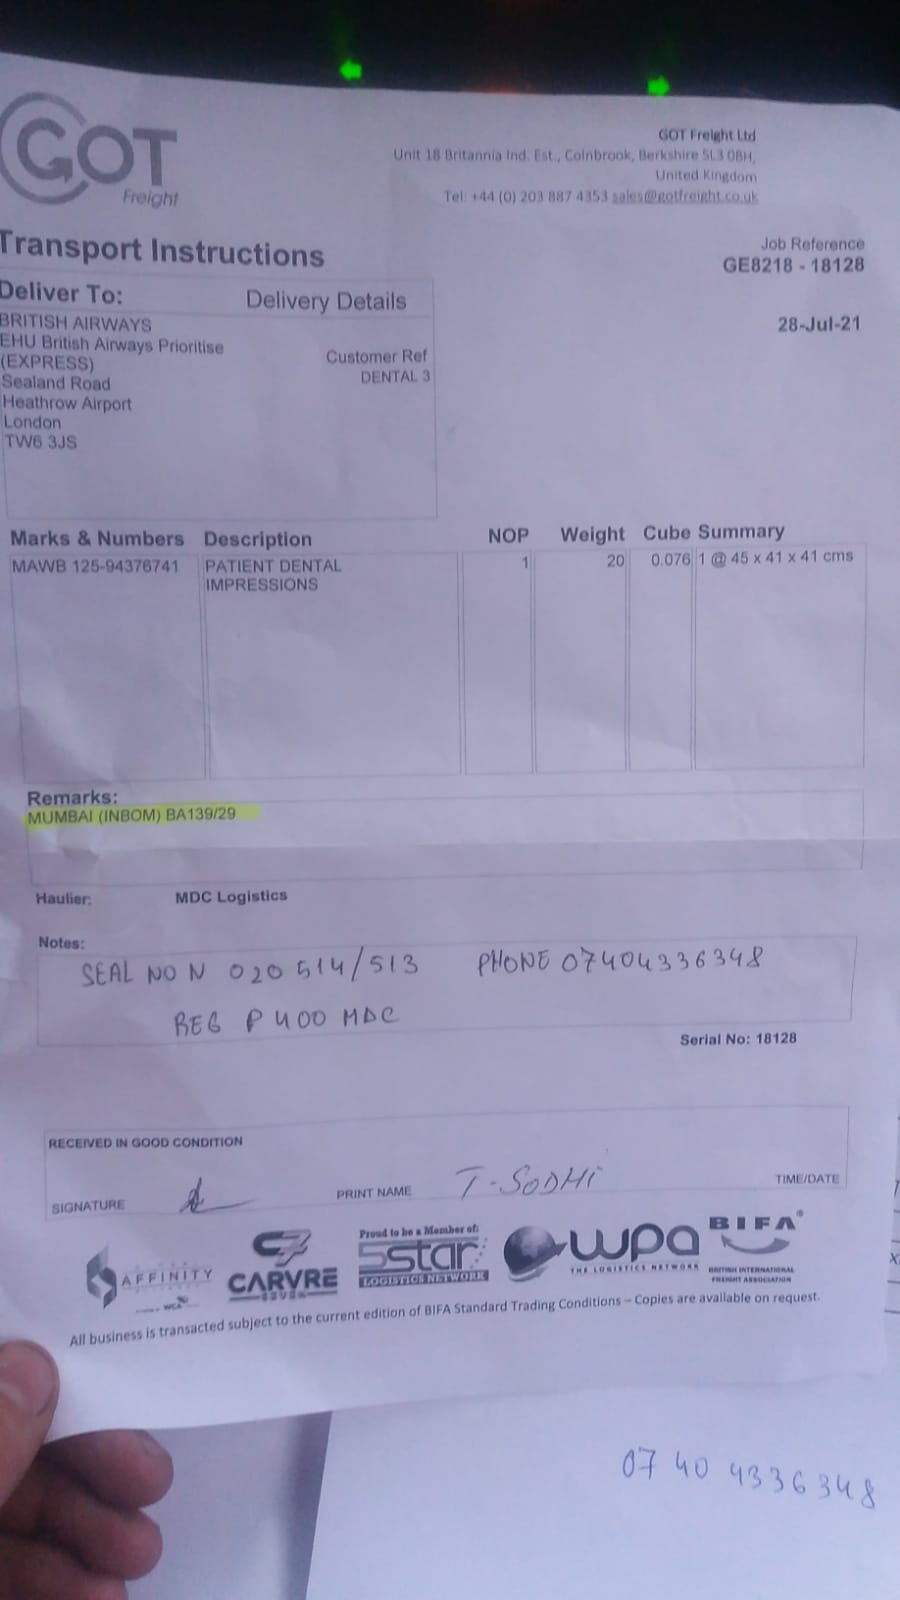 GOT
Freight
GOT Freight Ltd
Unit 18 Britannia Ind. Est., Colnbrook, Berkshire SL3 0BH,
United Kingdom
Tel: +44 (0) 203 887 4353 sales@gotfreight.co.uk
Transport Instructions
Job Reference
GE8218 - 18128
28-Jul-21
Deliver To:
Delivery Details
BRITISH AIRWAYS
EHU British Airways Prioritise
(EXPRESS)
Sealand Road
Heathrow Airport
London
TW6 3JS
Customer Ref
DENTAL 3
Marks & Numbers Description NOP Weight Cube Summary
MAWB 125-94376741 PATIENT DENTAL 1 20 0.076 1 @ 45 x 41 x 41 cms
IMPRESSIONS
Remarks:
MUMBAI (INBOM) BA139/29
Haulier: MDC Logistics
Notes:
SEAL NO N 020514/513 PHONE 07404336348
REG P400 MDC
Serial No: 18128
RECEIVED IN GOOD CONDITION
SIGNATURE PRINT NAME T-SODHI TIME/DATE
AFFINITY
WCA
CARVRE
SEVEN
Proud to be a Member of:
5star
LOGISTICS NETWORK
wpa
THE LOGISTICS NETWORK
BIFA
BRITISH INTERNATIONAL
FREIGHT ASSOCIATION
All business is transacted subject to the current edition of BIFA Standard Trading Conditions – Copies are available on request.
07 40 4336348